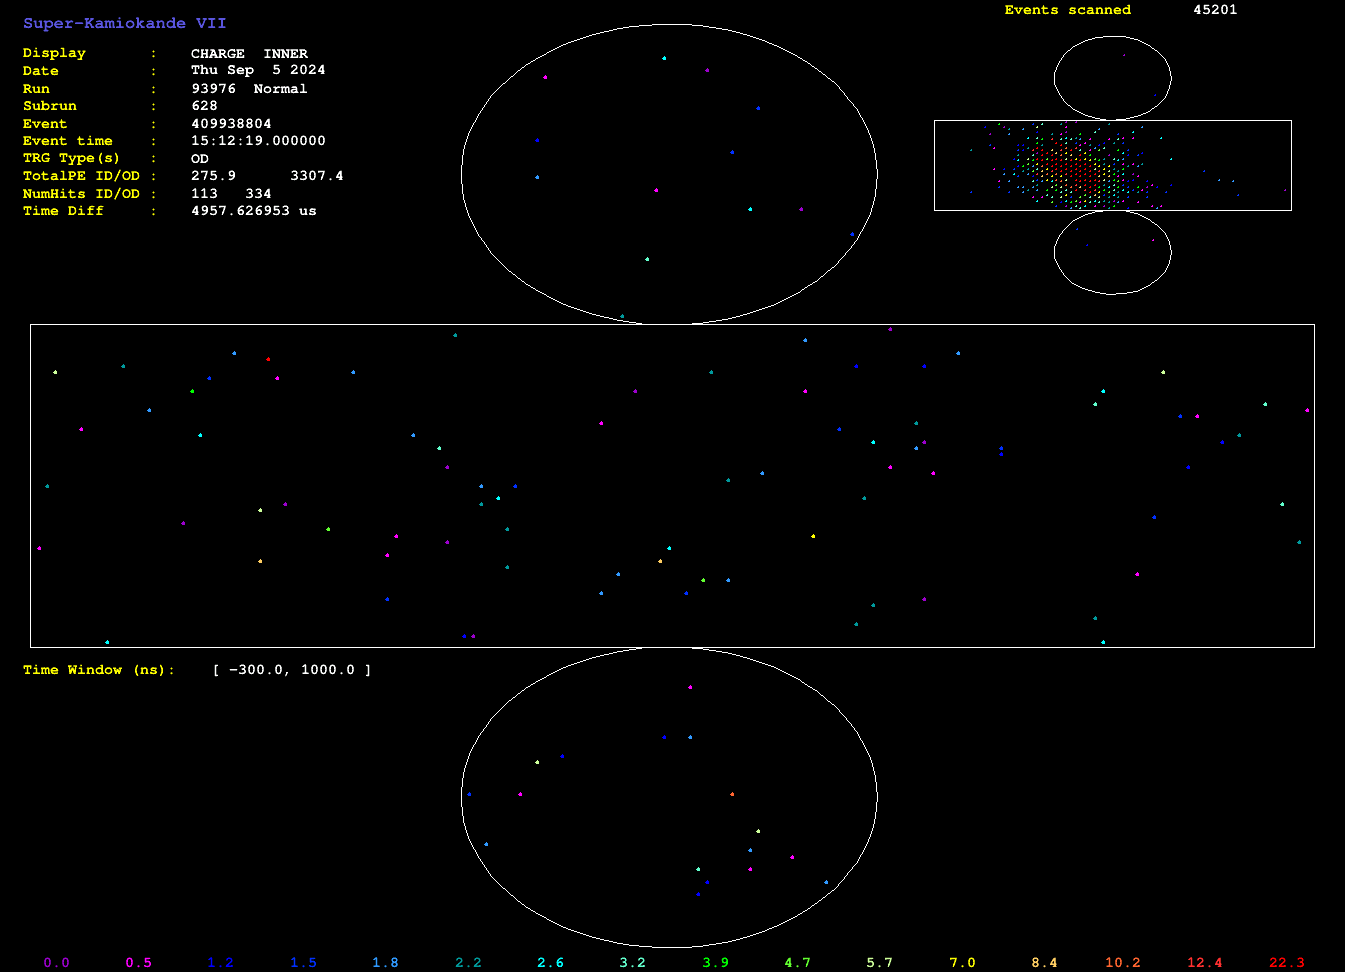 Super-Kamiokande VII
Events scanned 45201
Display : CHARGE INNER
Date : Thu Sep 5 2024
Run : 93976 Normal
Subrun : 628
Event : 409938804
Event time : 15:12:19.000000
TRG Type(s) : OD
TotalPE ID/OD : 275.9 3307.4
NumHits ID/OD : 113 334
Time Diff : 4957.626953 us
Time Window (ns): [ -300.0, 1000.0 ]
0.0 0.5 1.2 1.5 1.8 2.2 2.6 3.2 3.9 4.7 5.7 7.0 8.4 10.2 12.4 22.3